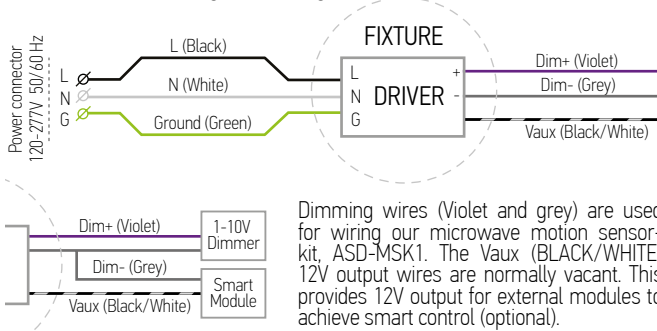 Power connector
120-277V 50/60 Hz
L
N
G
L (Black)
N (White)
Ground (Green)
FIXTURE
L
N
G
DRIVER
+
-
Dim+ (Violet)
Dim- (Grey)
Vaux (Black/White)
Dim+ (Violet)
Dim- (Grey)
Vaux (Black/White)
1-10V
Dimmer
Smart
Module
Dimming wires (Violet and grey) are used
for wiring our microwave motion sensor-
kit, ASD-MSK1. The Vaux (BLACK/WHITE
12V output wires are normally vacant. This
provides 12V output for external modules to
achieve smart control (optional).